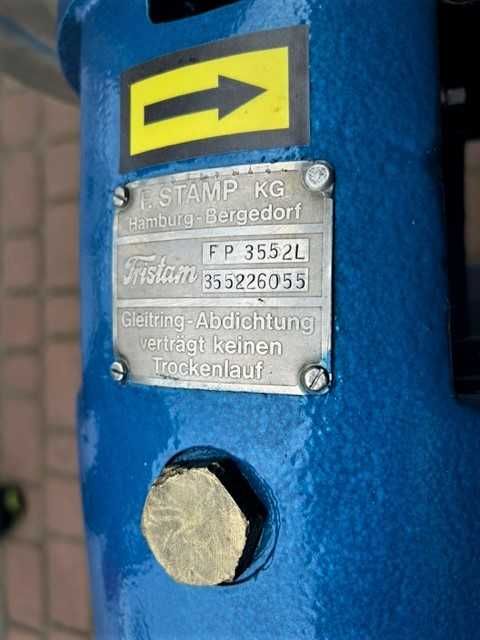 F. STAMP KG
Hamburg-Bergedorf
Tristam
FP 3552L
355226055
Gleitring-Abdichtung
verträgt keinen
Trockenlauf